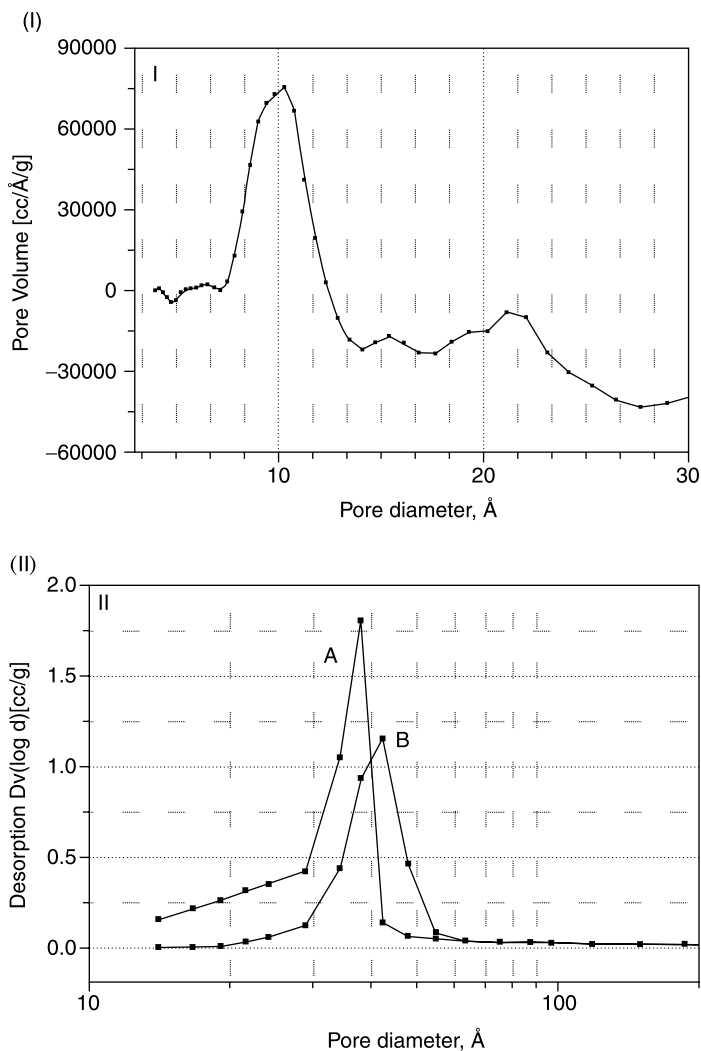 (I)
90000
I
60000
30000
0
−30000
−60000
Pore Volume [cc/Å/g]
10
20
30
Pore diameter, Å
(II)
2.0
II
A
1.5
B
1.0
0.5
0.0
Desorption Dv(log d)[cc/g]
10
100
Pore diameter, Å